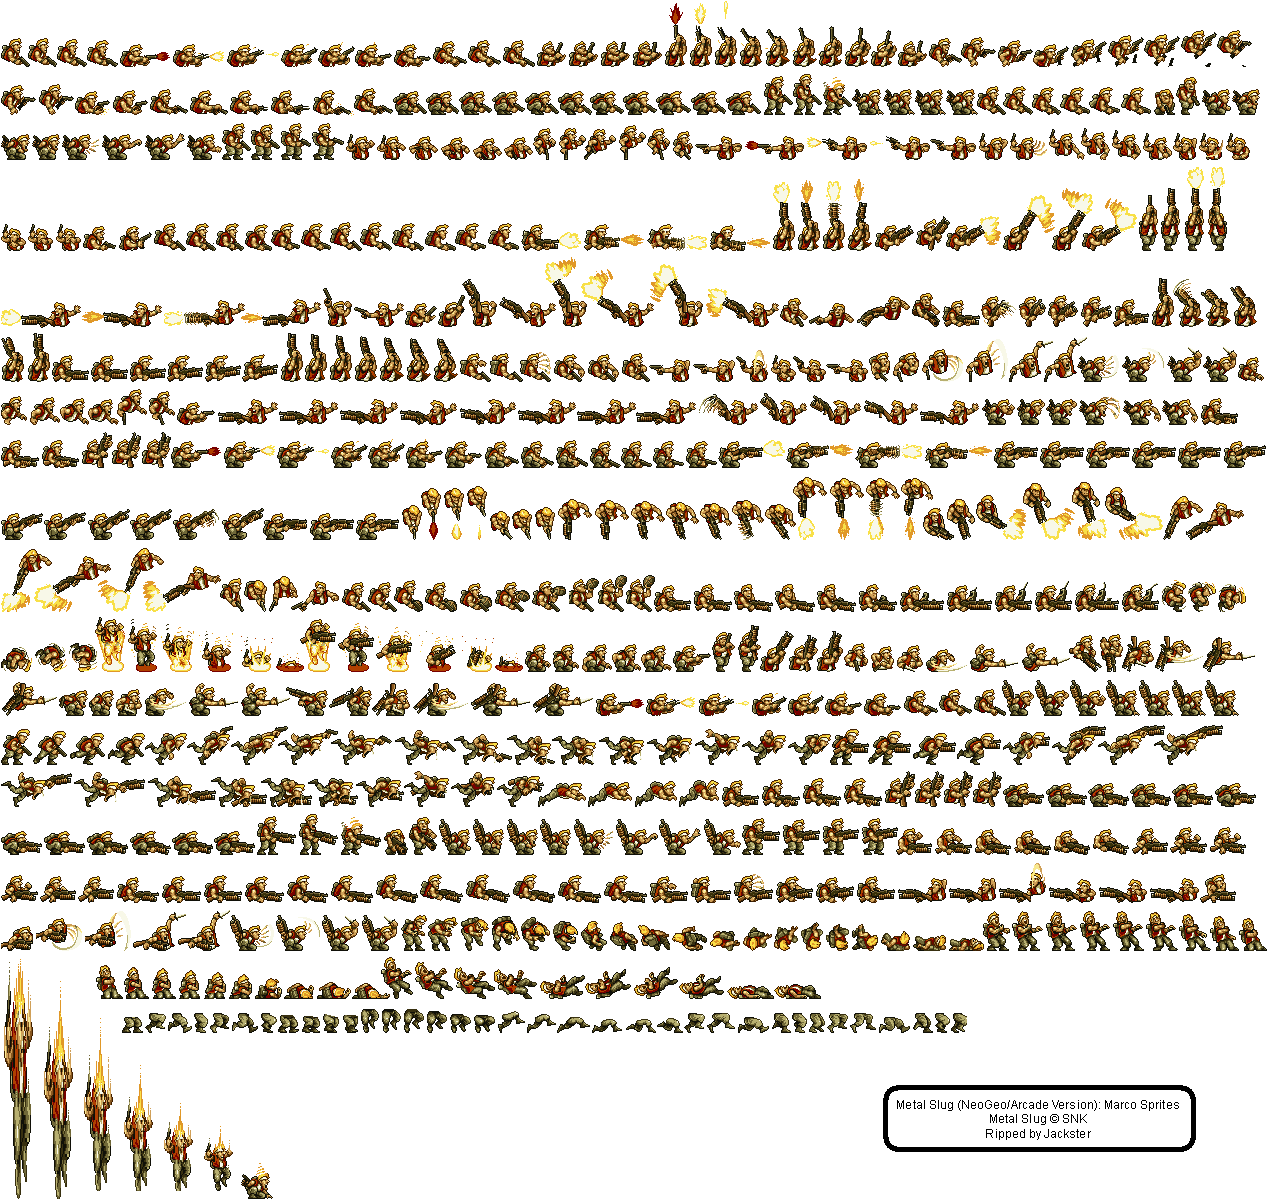 Metal Slug (NeoGeo/Arcade Version): Marco Sprites
Metal Slug © SNK
Ripped by Jackster